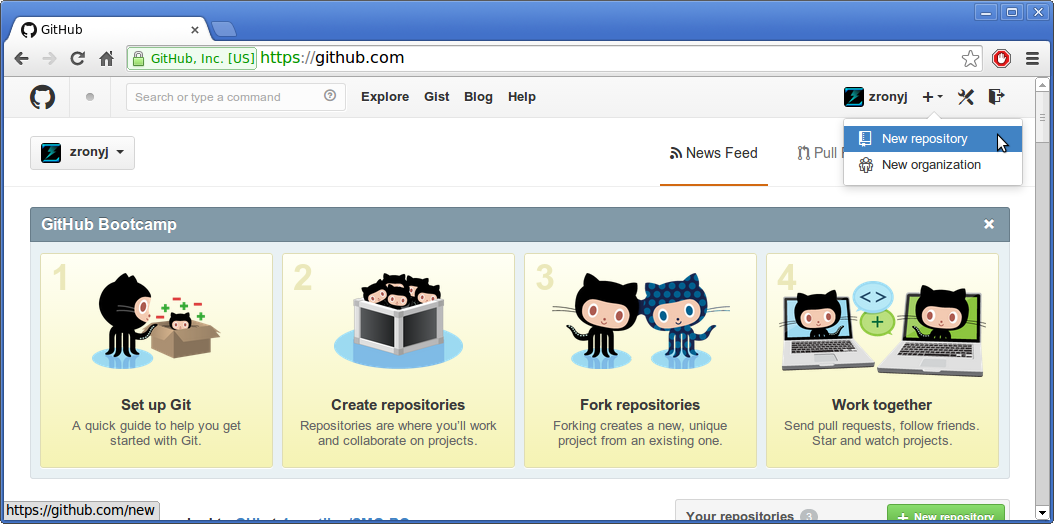 GitHub
GitHub, Inc. [US] https://github.com
Search or type a command
Explore Gist Blog Help
zronyj
New repository
New organization
zronyj
News Feed
Pull
GitHub Bootcamp
1
Set up Git
A quick guide to help you get
started with Git.
2
Create repositories
Repositories are where you'll work
and collaborate on projects.
3
Fork repositories
Forking creates a new, unique
project from an existing one.
4
Work together
Send pull requests, follow friends.
Star and watch projects.
https://github.com/new
Your repositories 3
New repository